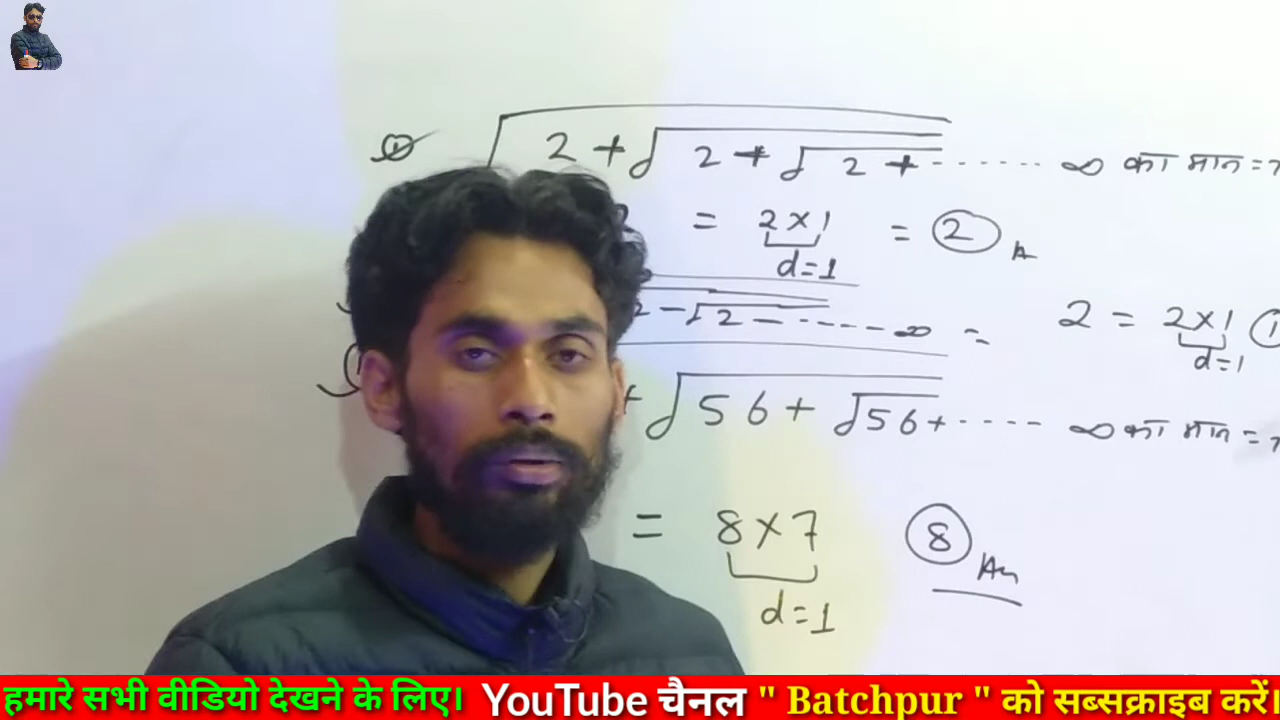 ① √2 + √2 + √2 + ------- ∞ का मान = ?
= 2×1 = 2 A
d=1
2 - √2 - ----- ∞ = 2 = 2×1 ①
d=1
+ √56 + √56 + ---- ∞ का मान = ?
= 8×7 8 Ans
d=1
हमारे सभी वीडियो देखने के लिए। YouTube चैनल " Batchpur " को सब्सक्राइब करें।